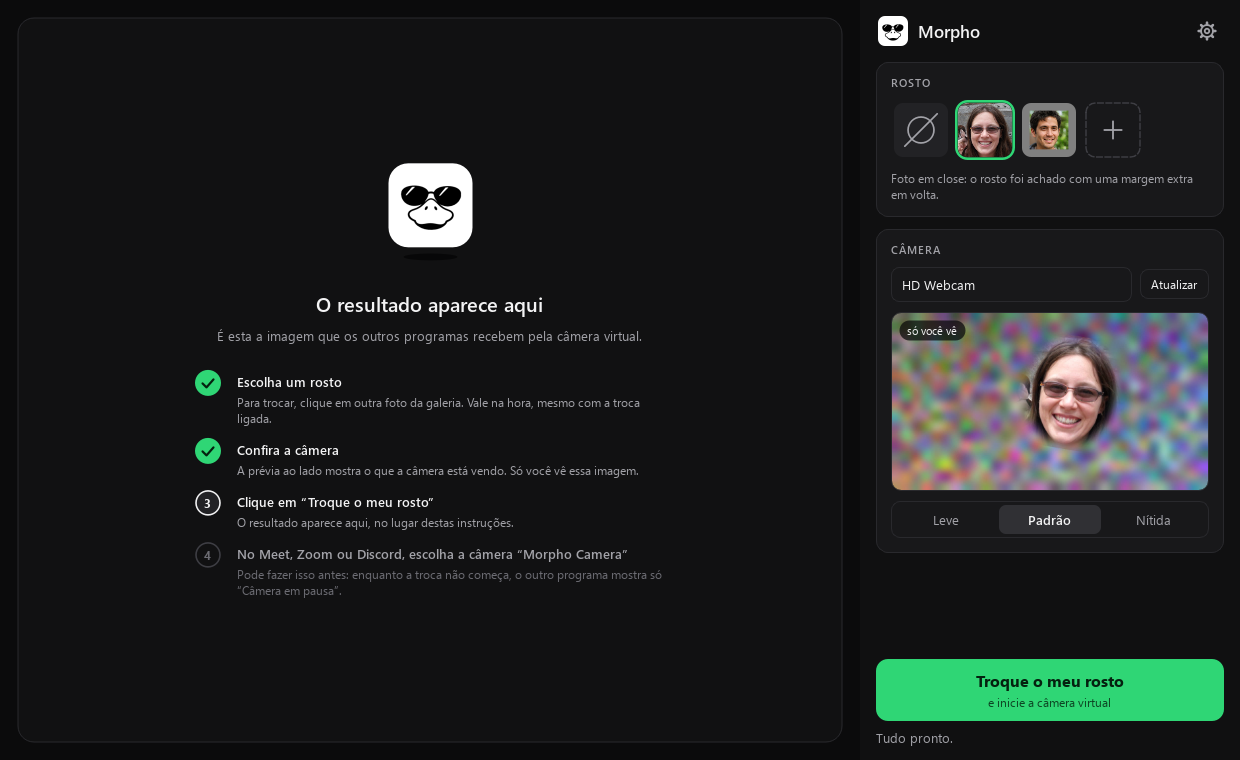 O resultado aparece aqui
É esta a imagem que os outros programas recebem pela câmera virtual.
Escolha um rosto
Para trocar, clique em outra foto da galeria. Vale na hora, mesmo com a troca
ligada.
Confira a câmera
A prévia ao lado mostra o que a câmera está vendo. Só você vê essa imagem.
3
Clique em “Troque o meu rosto”
O resultado aparece aqui, no lugar destas instruções.
4
No Meet, Zoom ou Discord, escolha a câmera “Morpho Camera”
Pode fazer isso antes: enquanto a troca não começa, o outro programa mostra só
“Câmera em pausa”.
Morpho
ROSTO
Foto em close: o rosto foi achado com uma margem extra
em volta.
CÂMERA
HD Webcam
Atualizar
só você vê
Leve
Padrão
Nítida
Troque o meu rosto
e inicie a câmera virtual
Tudo pronto.